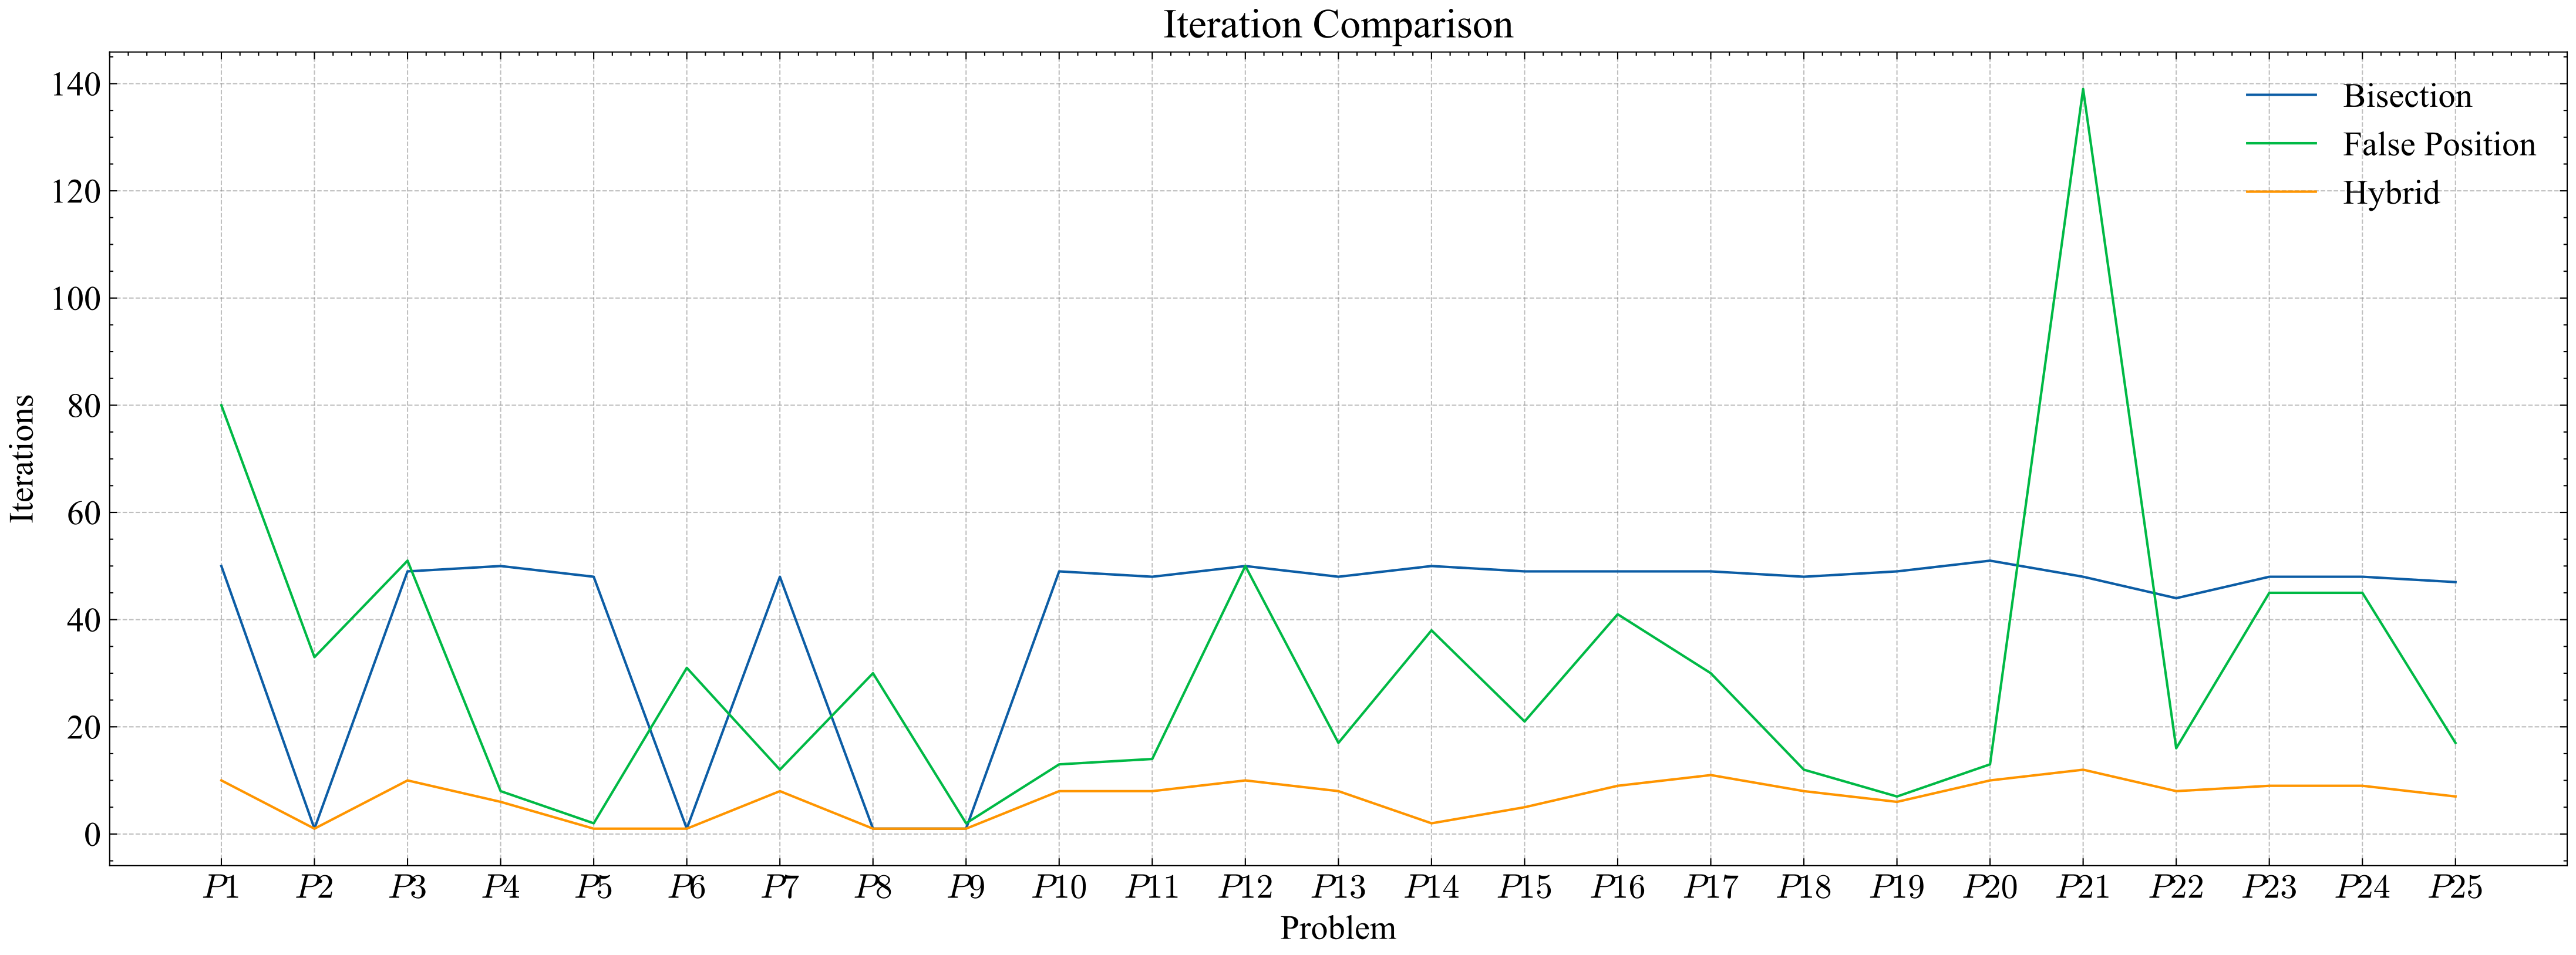 Iteration Comparison
140
120
100
80
60
40
20
0
Iterations
Bisection
False Position
Hybrid
P1 P2 P3 P4 P5 P6 P7 P8 P9 P10 P11 P12 P13 P14 P15 P16 P17 P18 P19 P20 P21 P22 P23 P24 P25
Problem